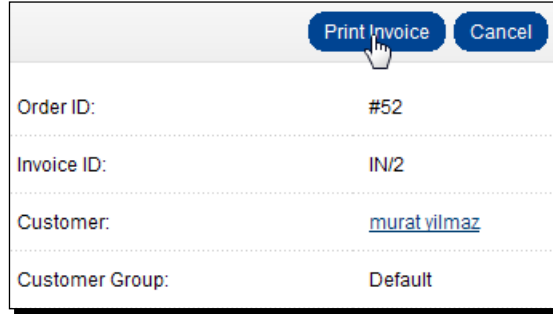 Print Invoice Cancel
Order ID: #52
Invoice ID: IN/2
Customer: murat yilmaz
Customer Group: Default